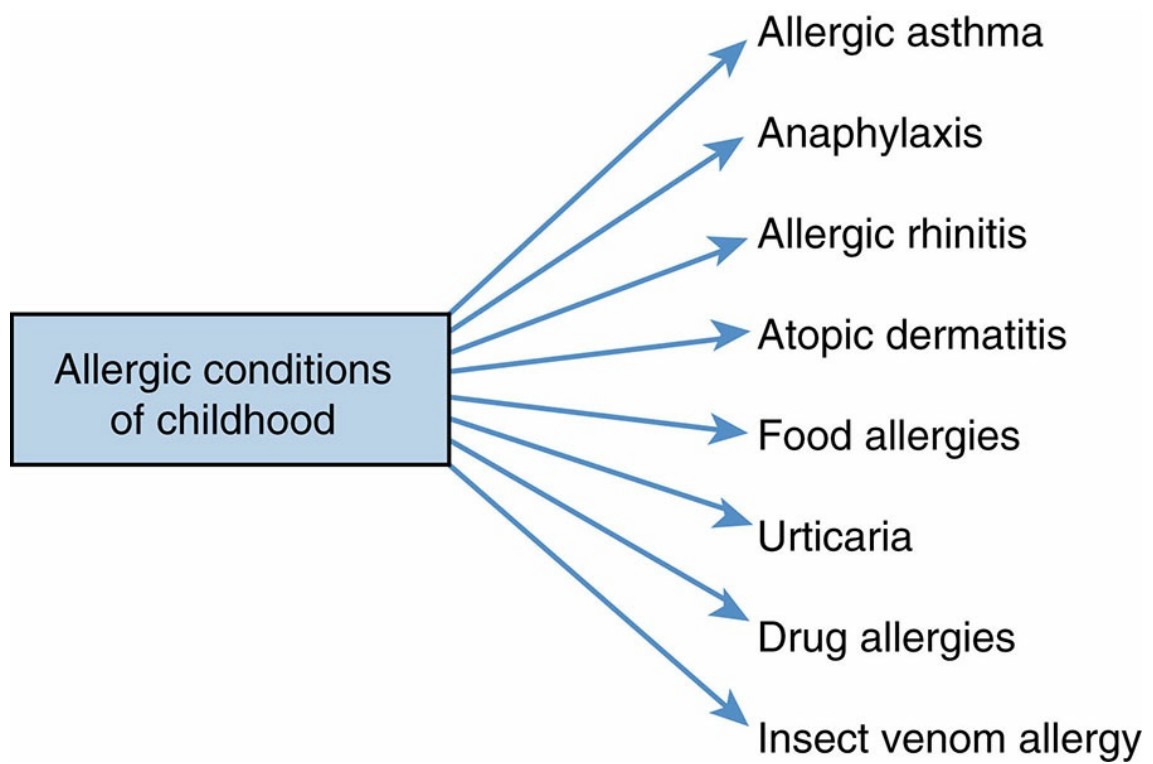 Allergic conditions
of childhood
Allergic asthma
Anaphylaxis
Allergic rhinitis
Atopic dermatitis
Food allergies
Urticaria
Drug allergies
Insect venom allergy